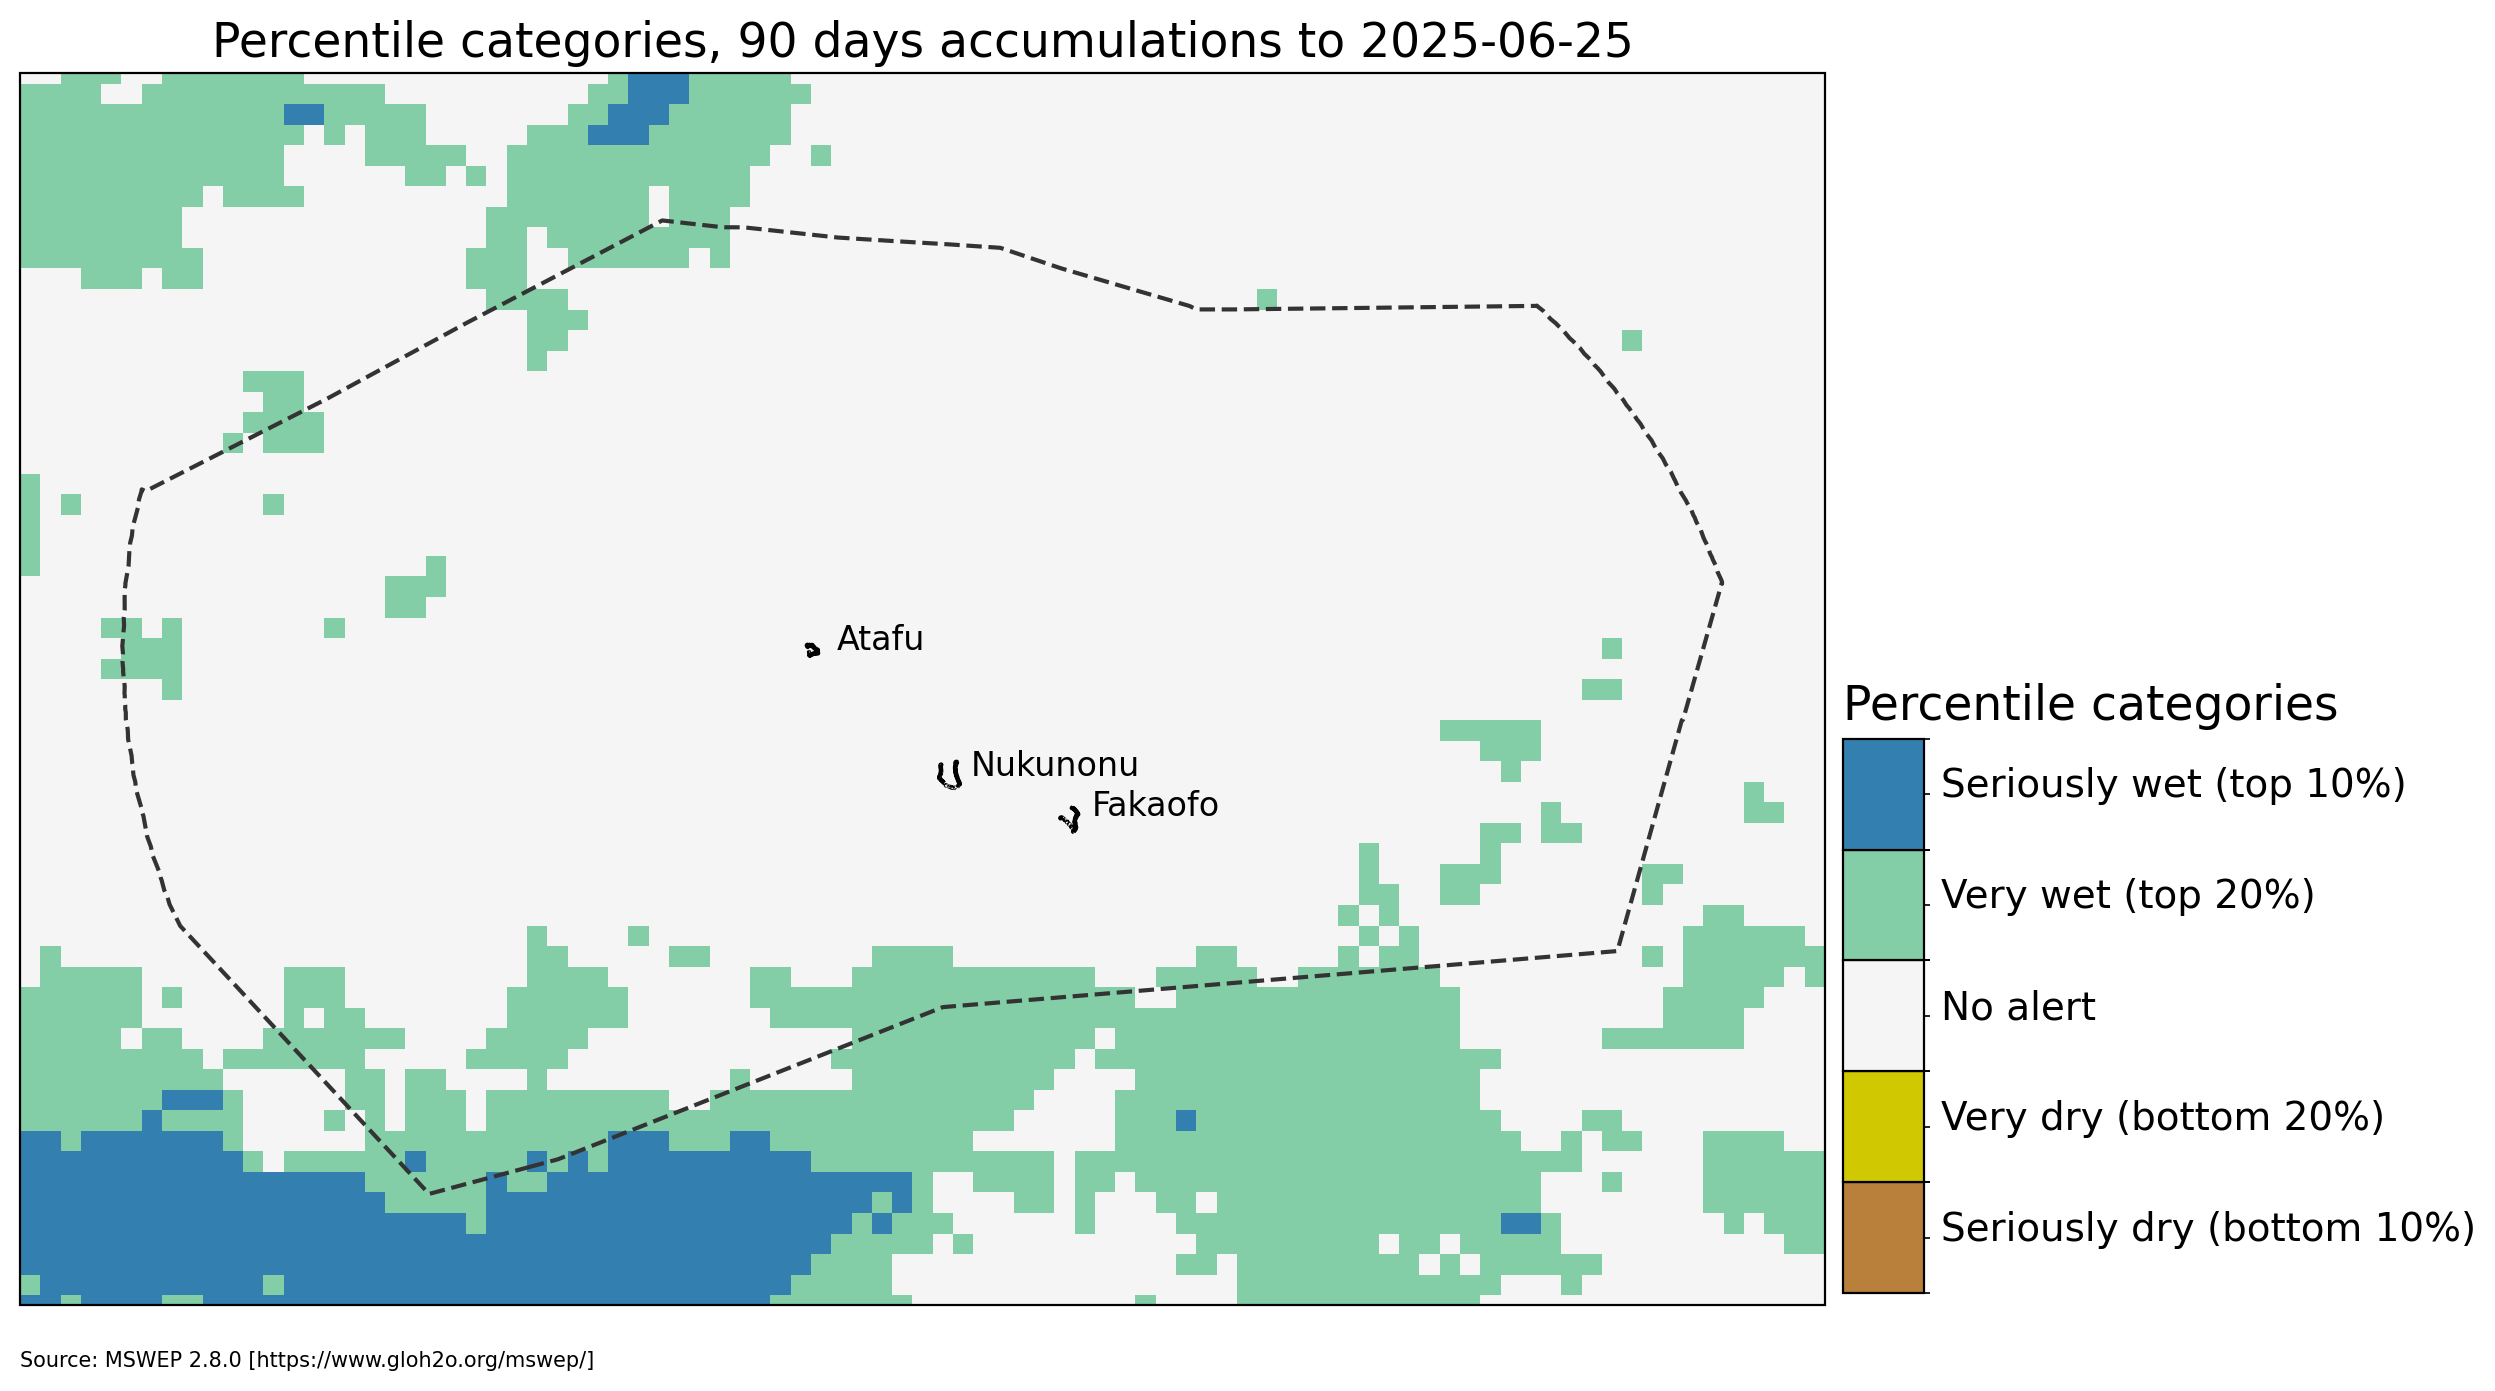 Percentile categories, 90 days accumulations to 2025-06-25
Atafu
Nukunonu
Fakaofo
Percentile categories
Seriously wet (top 10%)
Very wet (top 20%)
No alert
Very dry (bottom 20%)
Seriously dry (bottom 10%)
Source: MSWEP 2.8.0 [https://www.gloh2o.org/mswep/]